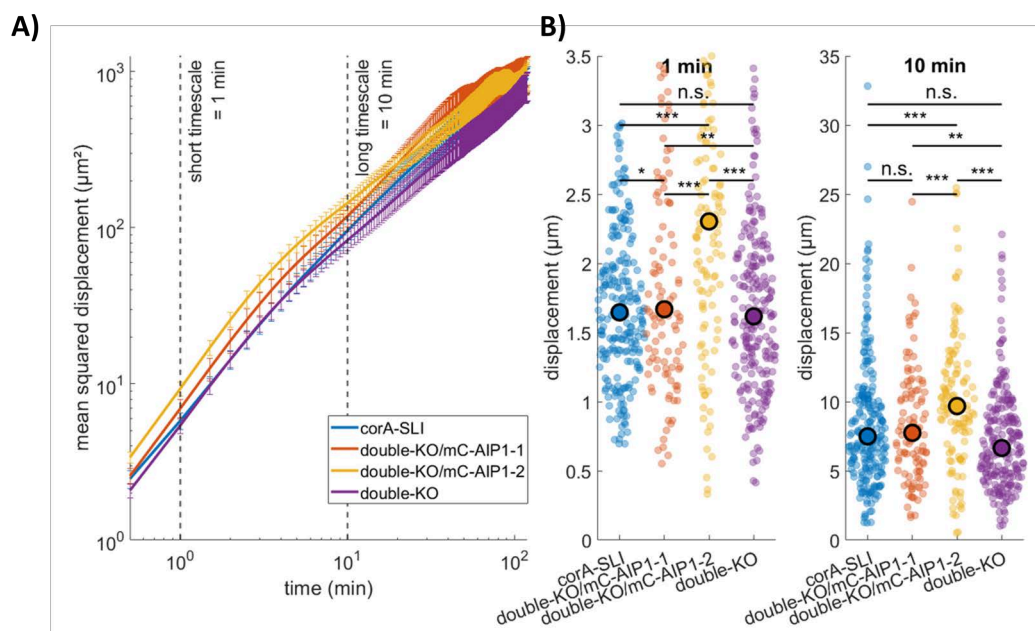 A)
mean squared displacement (µm²)
10³
10²
10¹
10⁰
short timescale
= 1 min
long timescale
= 10 min
corA-SLI
double-KO/mC-AIP1-1
double-KO/mC-AIP1-2
double-KO
10⁰
10¹
10²
time (min)
B)
displacement (µm)
3.5
3
2.5
2
1.5
1
0.5
0
1 min
n.s.
***
**
*
***
***
corA-SLI
double-KO/mC-AIP1-1
double-KO/mC-AIP1-2
double-KO
displacement (µm)
35
30
25
20
15
10
5
0
10 min
n.s.
***
**
n.s.
***
***
corA-SLI
double-KO/mC-AIP1-1
double-KO/mC-AIP1-2
double-KO